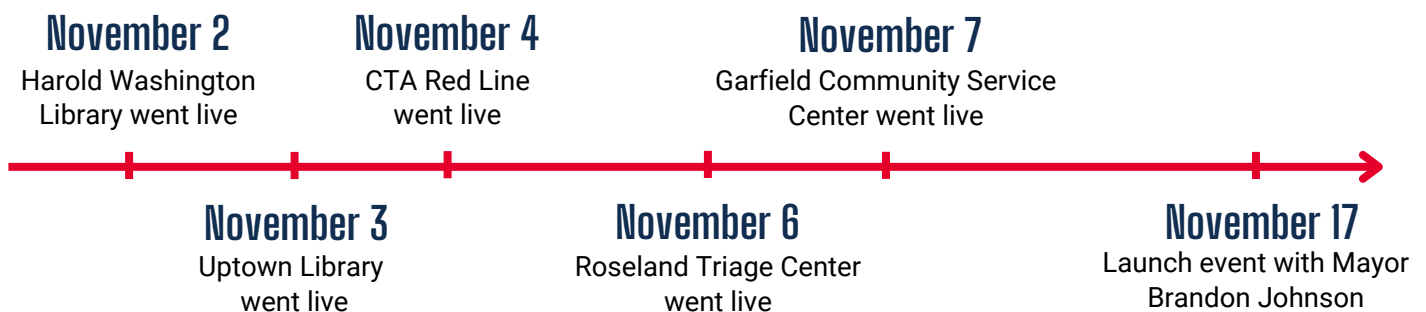 November 2
Harold Washington
Library went live
November 3
Uptown Library
went live
November 4
CTA Red Line
went live
November 6
Roseland Triage Center
went live
November 7
Garfield Community Service
Center went live
November 17
Launch event with Mayor
Brandon Johnson